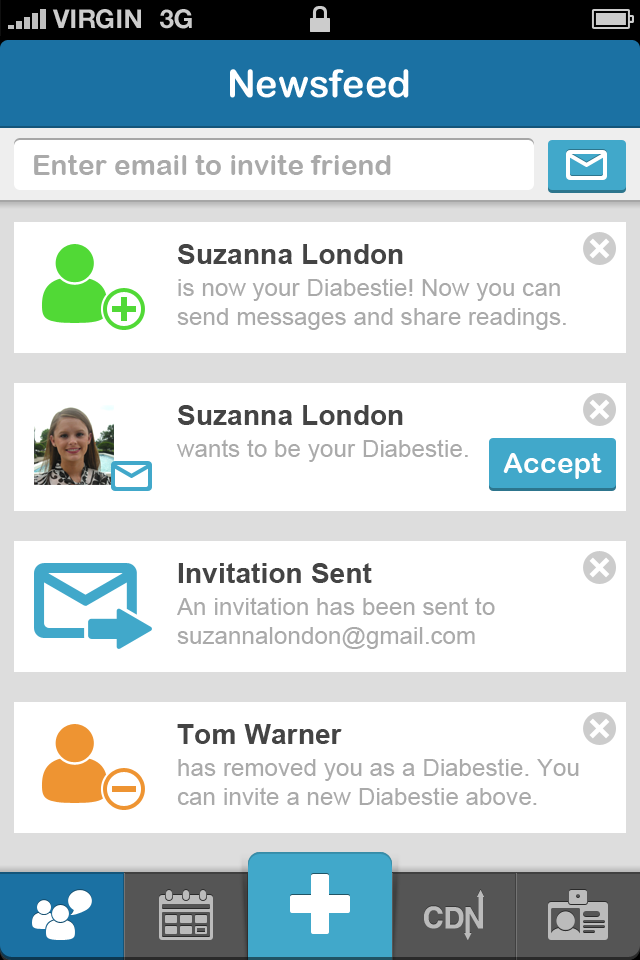 VIRGIN 3G
Newsfeed
Enter email to invite friend
Suzanna London
is now your Diabestie! Now you can
send messages and share readings.
Suzanna London
wants to be your Diabestie.
Accept
Invitation Sent
An invitation has been sent to
suzannalondon@gmail.com
Tom Warner
has removed you as a Diabestie. You
can invite a new Diabestie above.
CDN